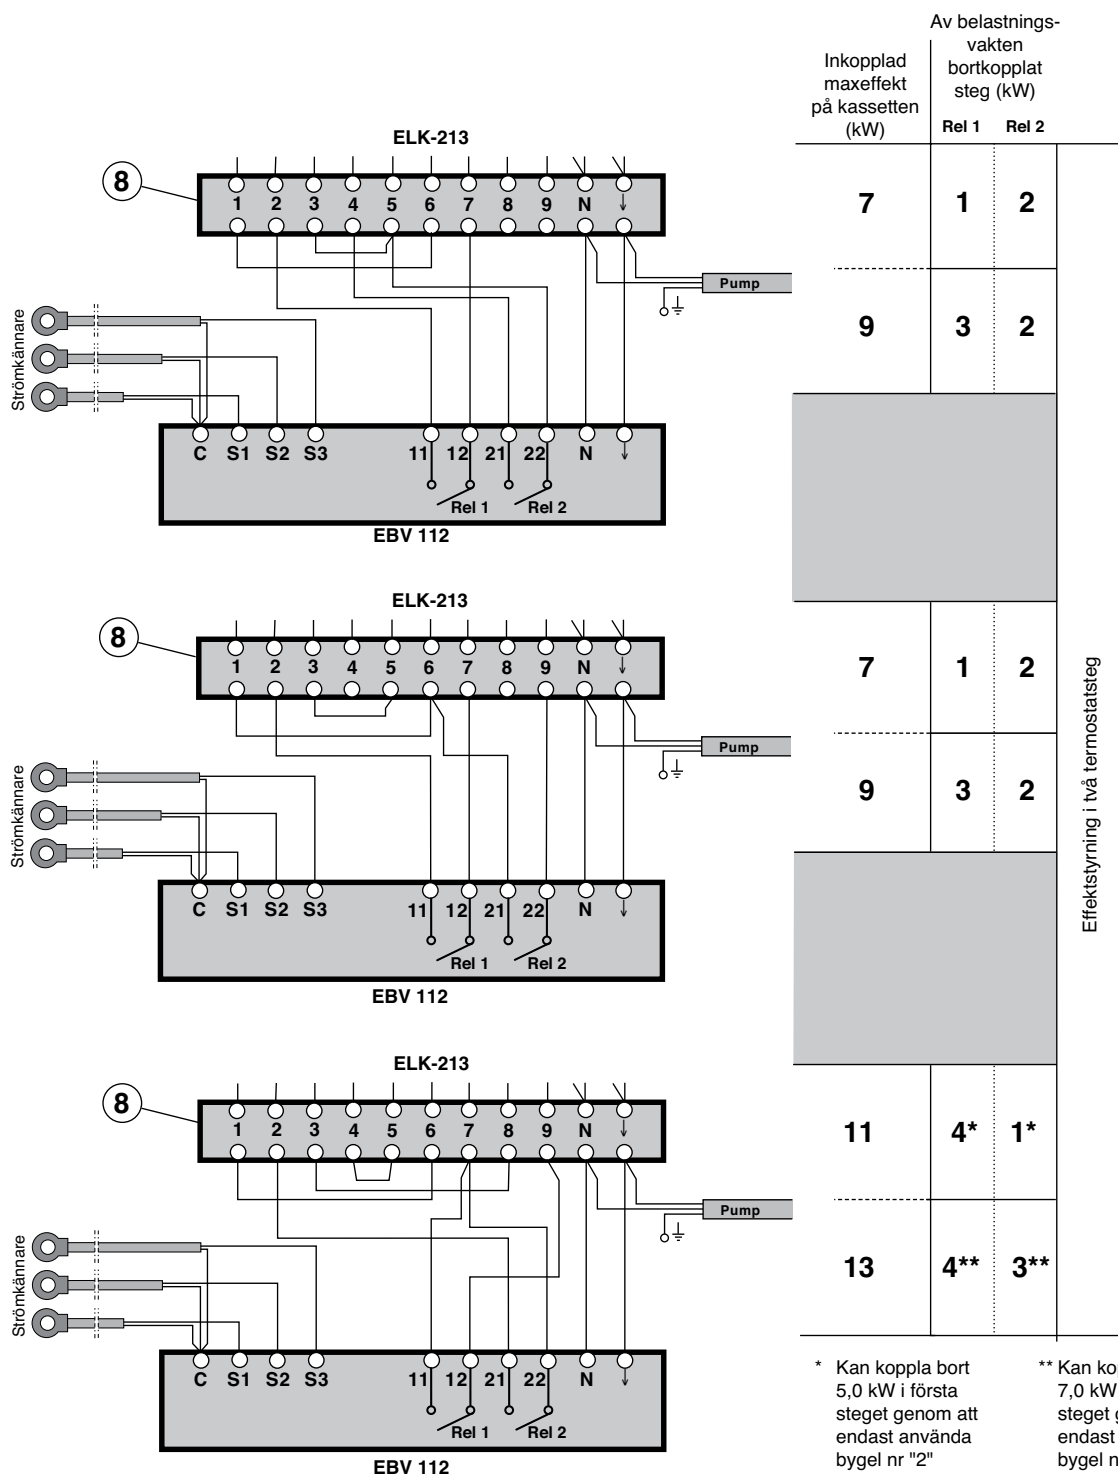 Av belastnings-
vakten
bortkopplat
steg (kW)
Inkopplad
maxeffekt
på kassetten
(kW)
Rel 1 Rel 2
ELK-213
8
1 2 3 4 5 6 7 8 9 N ↓
Pump
Strömkännare
C S1 S2 S3 11 12 21 22 N ↓
Rel 1 Rel 2
EBV 112
7 1 2
9 3 2
ELK-213
8
1 2 3 4 5 6 7 8 9 N ↓
Pump
Strömkännare
C S1 S2 S3 11 12 21 22 N ↓
Rel 1 Rel 2
EBV 112
7 1 2
9 3 2
Effektstyrning i två termostatsteg
ELK-213
8
1 2 3 4 5 6 7 8 9 N ↓
Pump
Strömkännare
C S1 S2 S3 11 12 21 22 N ↓
Rel 1 Rel 2
EBV 112
11 4* 1*
13 4** 3**
* Kan koppla bort
5,0 kW i första
steget genom att
endast använda
bygel nr "2"
** Kan
7,0 kW
steget
endast
bygel